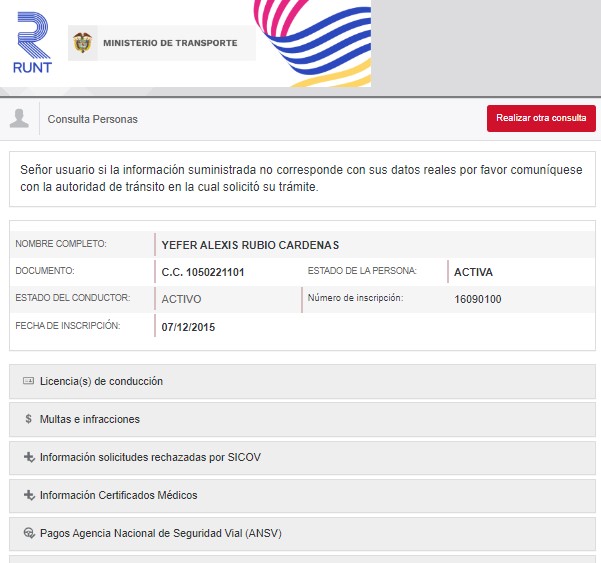 RUNT
MINISTERIO DE TRANSPORTE
Consulta Personas
Realizar otra consulta
Señor usuario si la información suministrada no corresponde con sus datos reales por favor comuníquese
con la autoridad de tránsito en la cual solicitó su trámite.
NOMBRE COMPLETO: YEFER ALEXIS RUBIO CARDENAS
DOCUMENTO: C.C. 1050221101 ESTADO DE LA PERSONA: ACTIVA
ESTADO DEL CONDUCTOR: ACTIVO Número de inscripción: 16090100
FECHA DE INSCRIPCIÓN: 07/12/2015
Licencia(s) de conducción
$ Multas e infracciones
Información solicitudes rechazadas por SICOV
Información Certificados Médicos
Pagos Agencia Nacional de Seguridad Vial (ANSV)